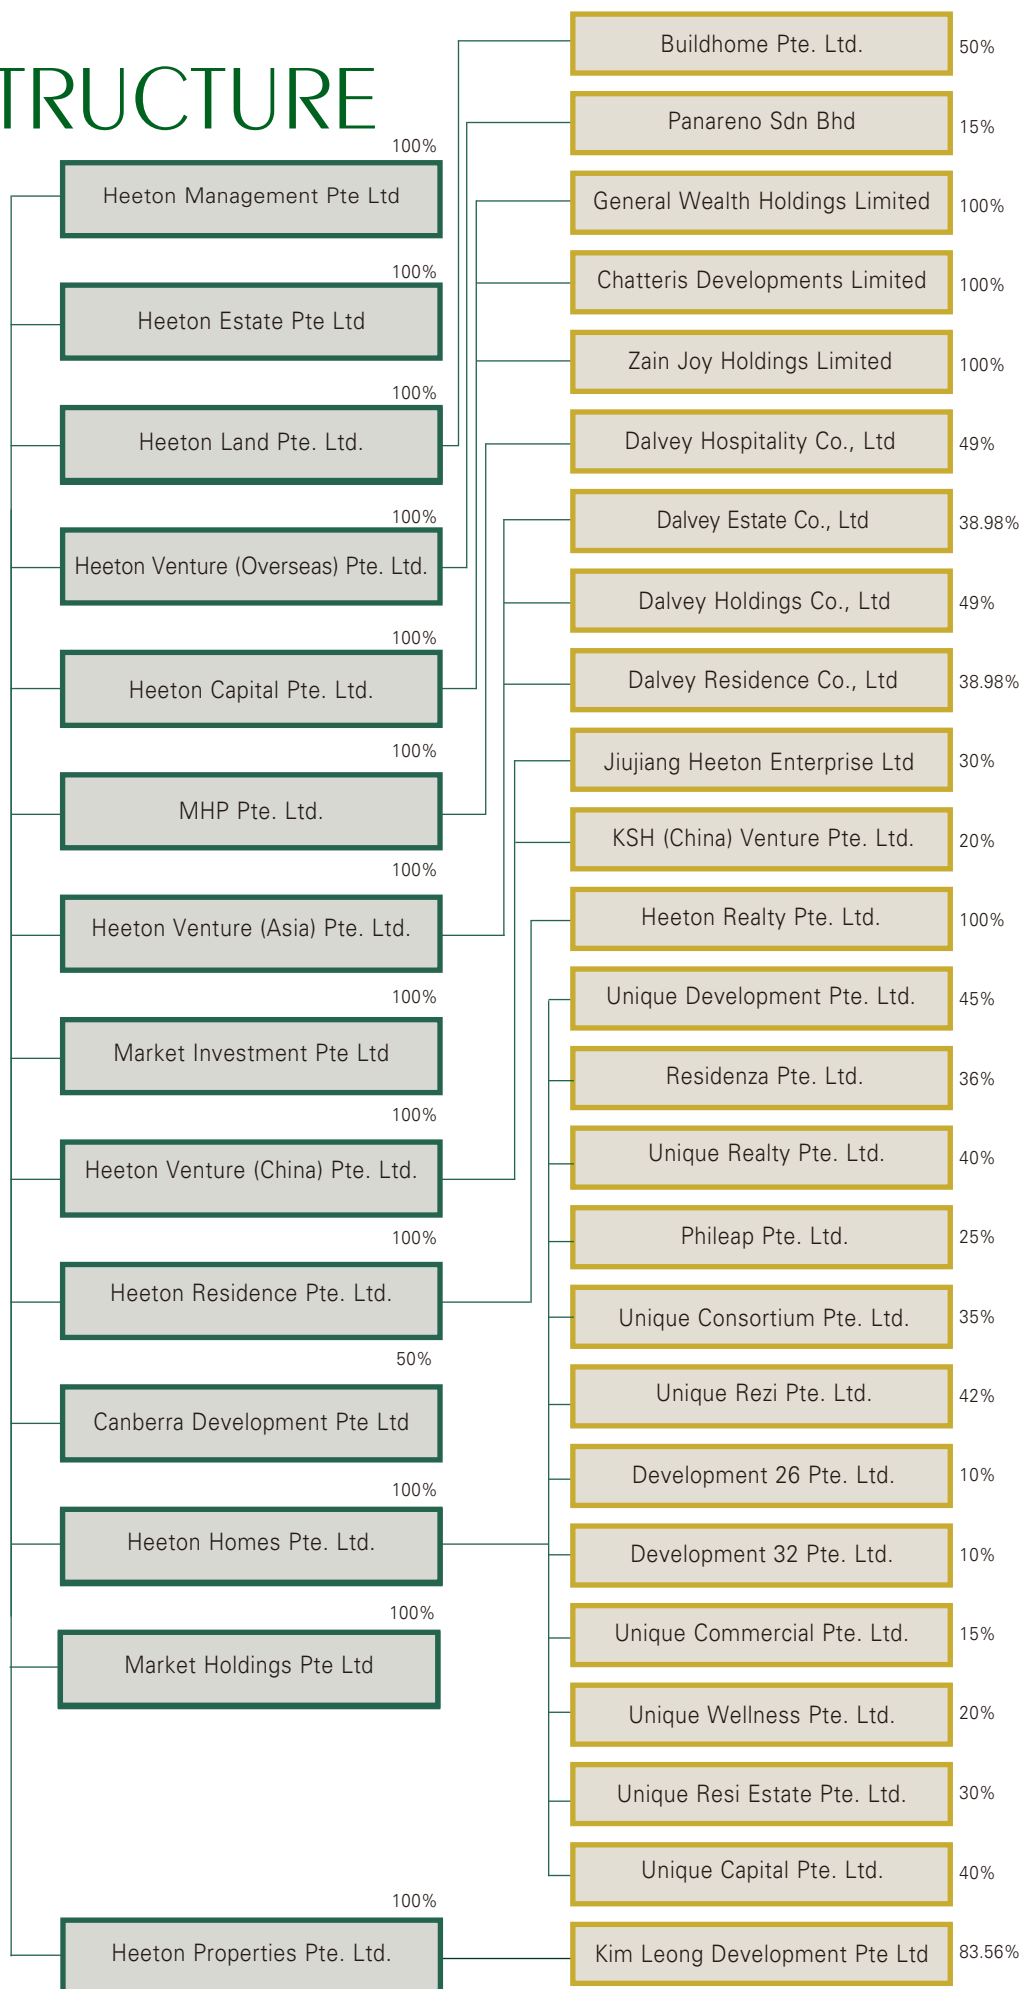 TRUCTURE
100%
Heeton Management Pte Ltd
100%
Heeton Estate Pte Ltd
100%
Heeton Land Pte. Ltd.
100%
Heeton Venture (Overseas) Pte. Ltd.
100%
Heeton Capital Pte. Ltd.
100%
MHP Pte. Ltd.
100%
Heeton Venture (Asia) Pte. Ltd.
100%
Market Investment Pte Ltd
100%
Heeton Venture (China) Pte. Ltd.
100%
Heeton Residence Pte. Ltd.
50%
Canberra Development Pte Ltd
100%
Heeton Homes Pte. Ltd.
100%
Market Holdings Pte Ltd
100%
Heeton Properties Pte. Ltd.
Buildhome Pte. Ltd. 50%
Panareno Sdn Bhd 15%
General Wealth Holdings Limited 100%
Chatteris Developments Limited 100%
Zain Joy Holdings Limited 100%
Dalvey Hospitality Co., Ltd 49%
Dalvey Estate Co., Ltd 38.98%
Dalvey Holdings Co., Ltd 49%
Dalvey Residence Co., Ltd 38.98%
Jiujiang Heeton Enterprise Ltd 30%
KSH (China) Venture Pte. Ltd. 20%
Heeton Realty Pte. Ltd. 100%
Unique Development Pte. Ltd. 45%
Residenza Pte. Ltd. 36%
Unique Realty Pte. Ltd. 40%
Phileap Pte. Ltd. 25%
Unique Consortium Pte. Ltd. 35%
Unique Rezi Pte. Ltd. 42%
Development 26 Pte. Ltd. 10%
Development 32 Pte. Ltd. 10%
Unique Commercial Pte. Ltd. 15%
Unique Wellness Pte. Ltd. 20%
Unique Resi Estate Pte. Ltd. 30%
Unique Capital Pte. Ltd. 40%
Kim Leong Development Pte Ltd 83.56%